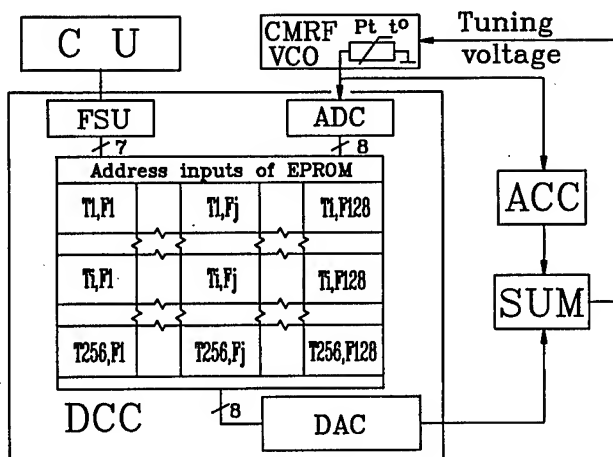 C U
CMRF Pt t°
VCO
Tuning
voltage
FSU
ADC
7
8
Address inputs of EPROM
T1,F1 T1,Fj T1,F128
Ti,F1 Ti,Fj Ti,F128
T256,F1 T256,Fj T256,F128
ACC
SUM
DCC
8
DAC